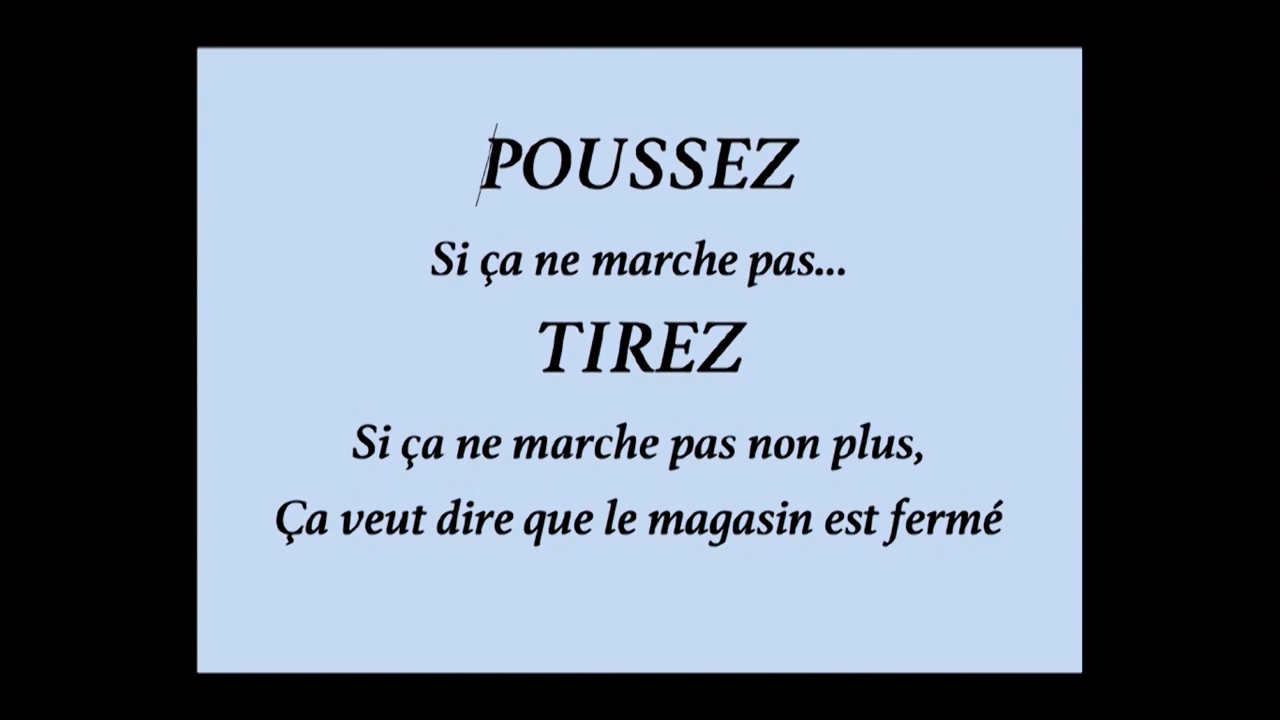 POUSSEZ
Si ça ne marche pas...
TIREZ
Si ça ne marche pas non plus,
Ça veut dire que le magasin est fermé